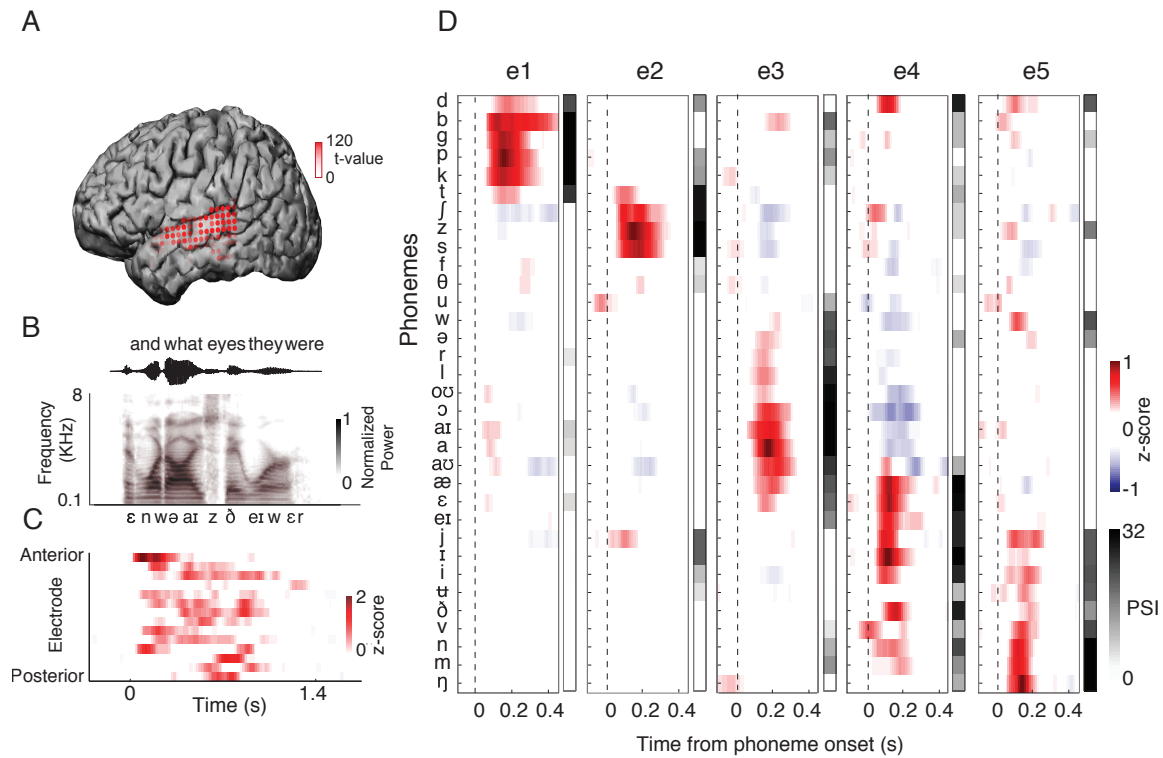 A
120
t-value
0
B
and what eyes they were
8
Frequency
(KHz)
0.1
1
Normalized
Power
0
ɛ n w ə aɪ z ð eɪ w ɛ r
C
Anterior
Electrode
Posterior
2
z-score
0
0 1.4
Time (s)
D
e1 e2 e3 e4 e5
Phonemes
d
b
g
p
k
t
ʃ
z
s
f
θ
u
w
ə
r
l
oʊ
ɔ
aɪ
a
aʊ
æ
ɛ
eɪ
j
ɪ
i
ʉ
ð
v
n
m
ŋ
0 0.2 0.4 0 0.2 0.4 0 0.2 0.4 0 0.2 0.4 0 0.2 0.4
Time from phoneme onset (s)
1
0
-1
z-score
32
PSI
0